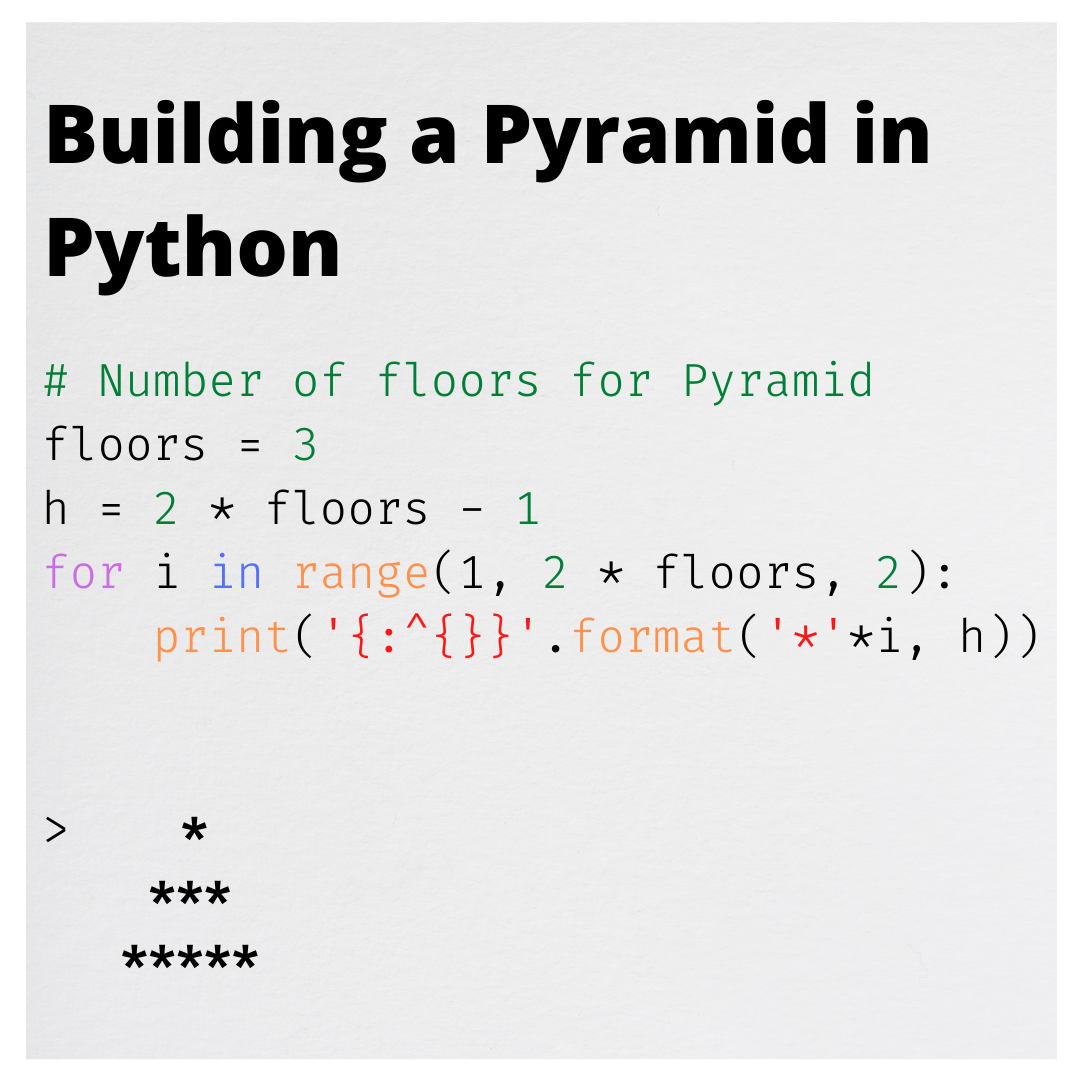 Building a Pyramid in
Python
# Number of floors for Pyramid
floors = 3
h = 2 * floors - 1
for i in range(1, 2 * floors, 2):
    print('{:^{}}'.format('*'*i, h))
>    *
    ***
   *****